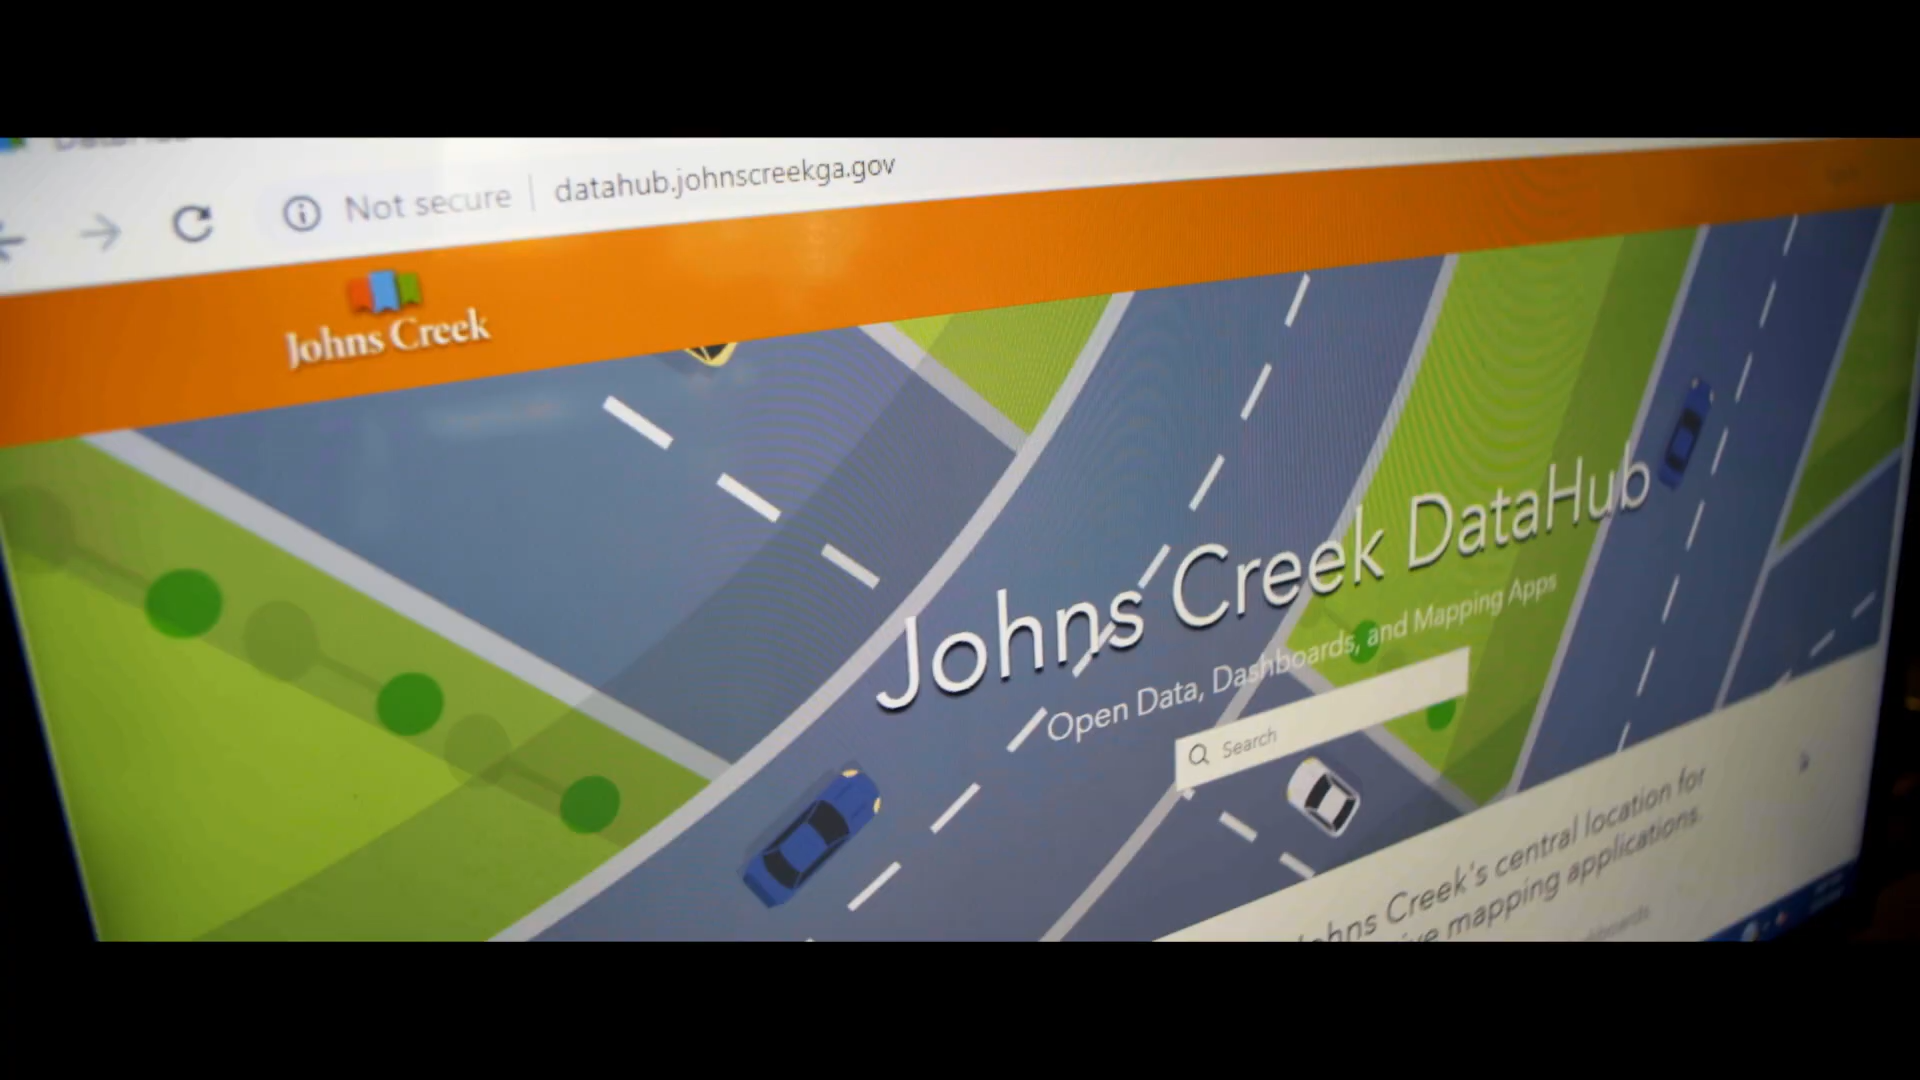 Not secure | datahub.johnscreekga.gov
Johns Creek
Johns Creek DataHub
Open Data, Dashboards, and Mapping Apps
Search
Creek's central location for
mapping applications.